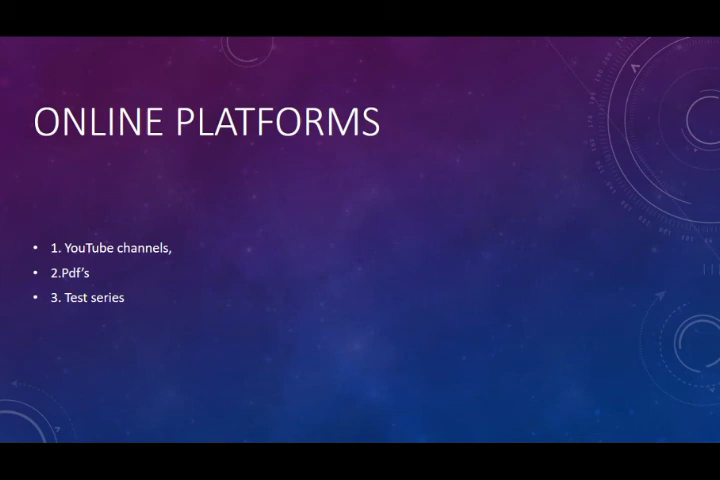 ONLINE PLATFORMS
• 1. YouTube channels,
• 2.Pdf's
• 3. Test series